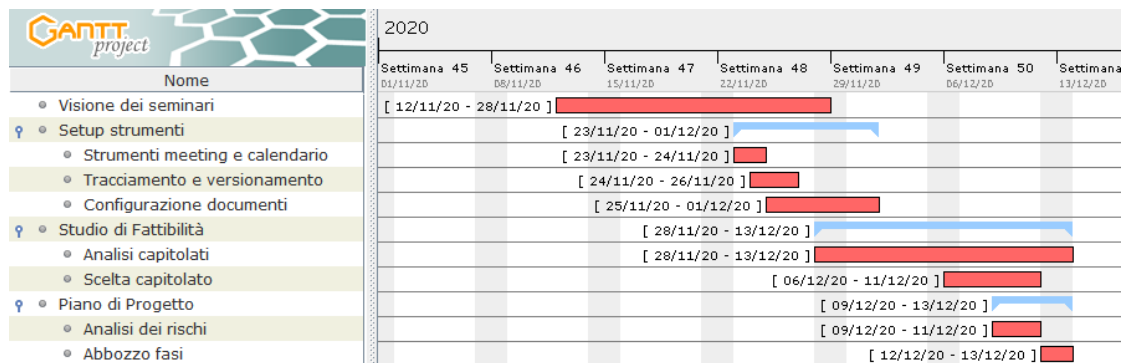 GANTT
project
2020
Nome
Settimana 45 Settimana 46 Settimana 47 Settimana 48 Settimana 49 Settimana 50 Settimana
01/11/20 08/11/20 15/11/20 22/11/20 29/11/20 06/12/20 13/12/20
Visione dei seminari [ 12/11/20 - 28/11/20 ]
Setup strumenti [ 23/11/20 - 01/12/20 ]
Strumenti meeting e calendario [ 23/11/20 - 24/11/20 ]
Tracciamento e versionamento [ 24/11/20 - 26/11/20 ]
Configurazione documenti [ 25/11/20 - 01/12/20 ]
Studio di Fattibilità [ 28/11/20 - 13/12/20 ]
Analisi capitolati [ 28/11/20 - 13/12/20 ]
Scelta capitolato [ 06/12/20 - 11/12/20 ]
Piano di Progetto [ 09/12/20 - 13/12/20 ]
Analisi dei rischi [ 09/12/20 - 11/12/20 ]
Abbozzo fasi [ 12/12/20 - 13/12/20 ]